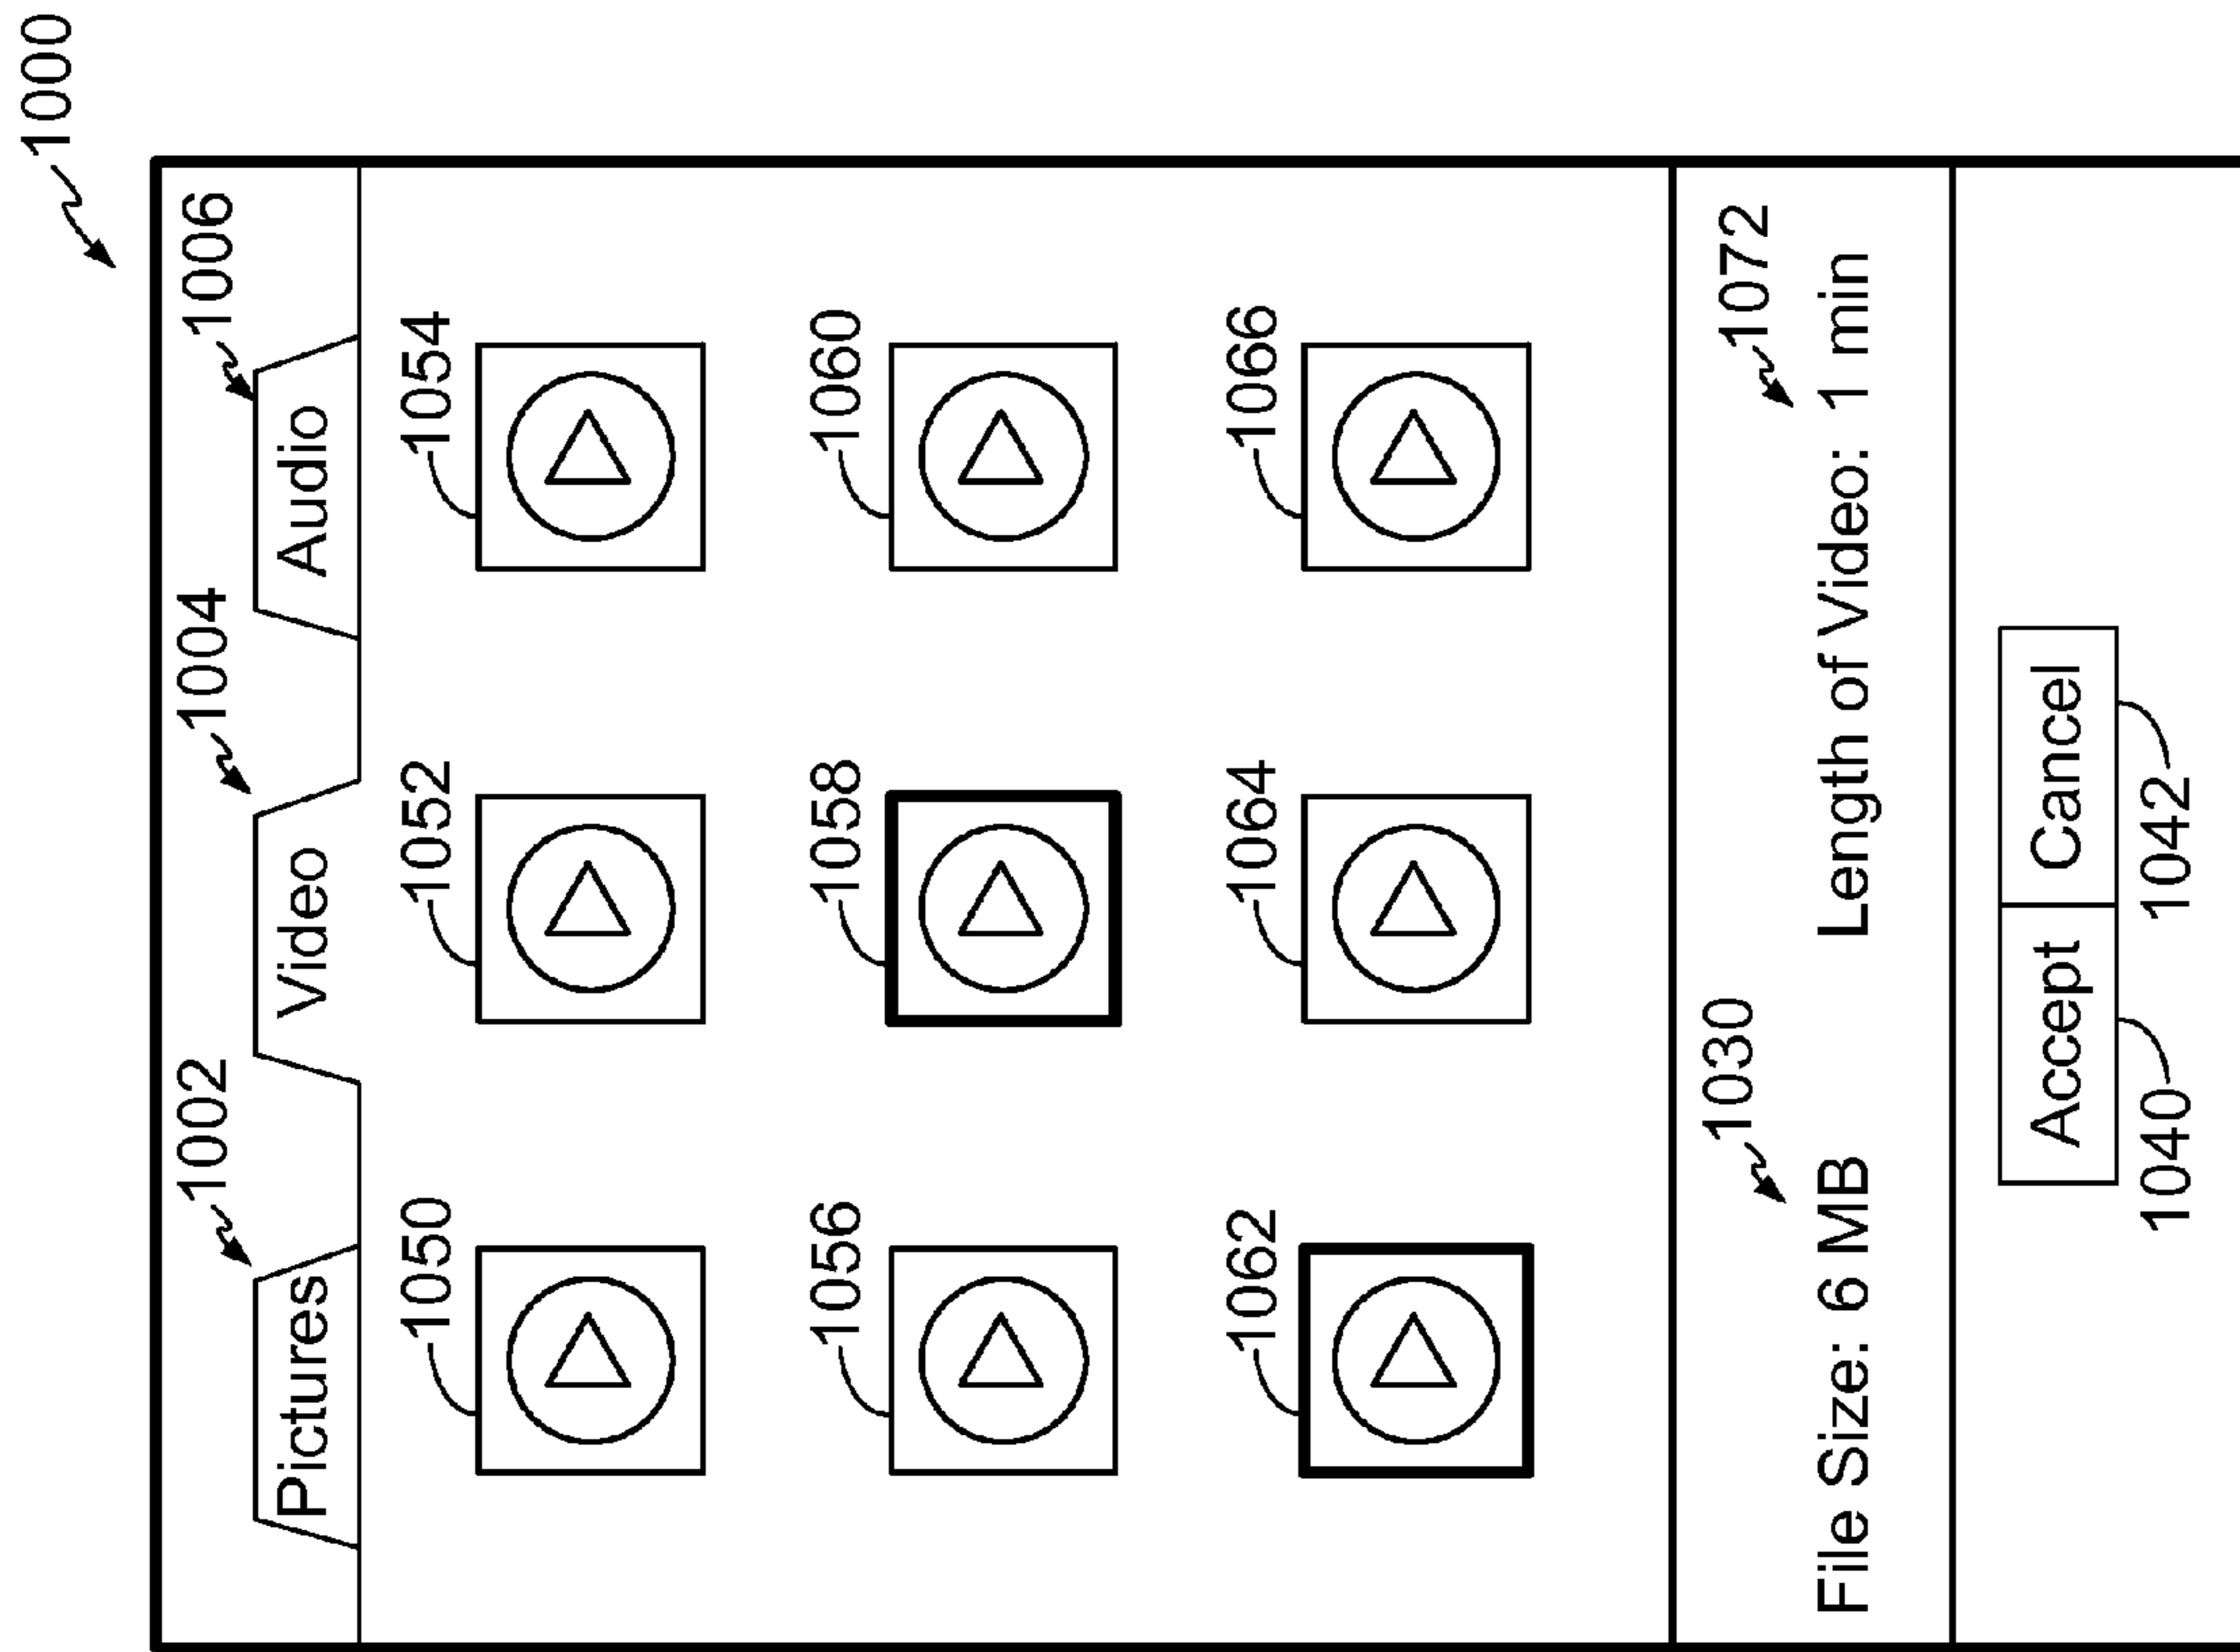 1000
1002 1004 1006
Pictures Video Audio
1050 1052 1054
1056 1058 1060
1062 1064 1066
1030 1072
File Size: 6 MB Length of Video: 1 min
Accept Cancel
1040 1042